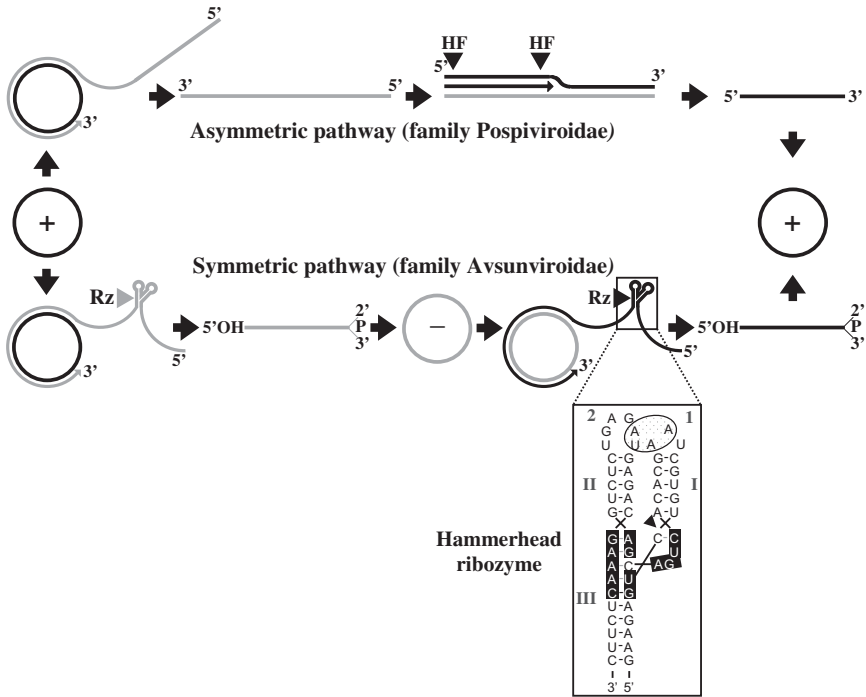 5’
HF HF
3’ 5’ 5’ 3’ 5’ 3’
3’
Asymmetric pathway (family Pospiviroidae)
+ +
Symmetric pathway (family Avsunviroidae)
Rz Rz
5’OH 2’ P 3’ − 5’OH 2’ P 3’
5’ 5’
3’ 3’
2 A G 1
G A A A
U U A U
C-G G-C
U-A C-G
II C-G A-U I
U-A C-G
G-C A-U
Hammerhead
ribozyme
G A C C
A G U
A C A G
A U
III C G
U-A
C-G
U-A
U-A
C-G
3’ 5’